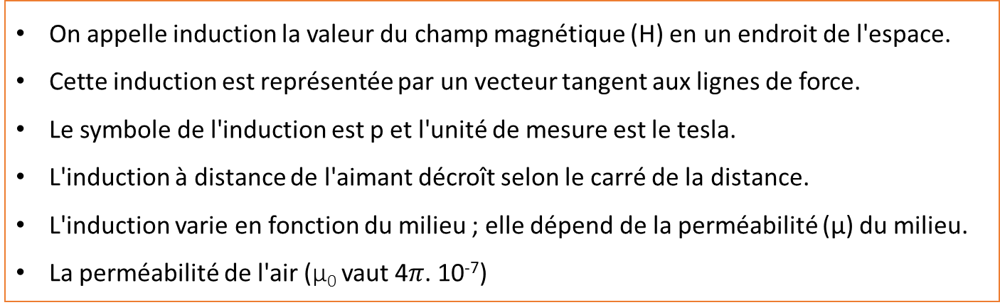 • On appelle induction la valeur du champ magnétique (H) en un endroit de l'espace.
• Cette induction est représentée par un vecteur tangent aux lignes de force.
• Le symbole de l'induction est p et l'unité de mesure est le tesla.
• L'induction à distance de l'aimant décroît selon le carré de la distance.
• L'induction varie en fonction du milieu ; elle dépend de la perméabilité (μ) du milieu.
• La perméabilité de l'air (μ₀ vaut 4𝜋. 10⁻⁷)